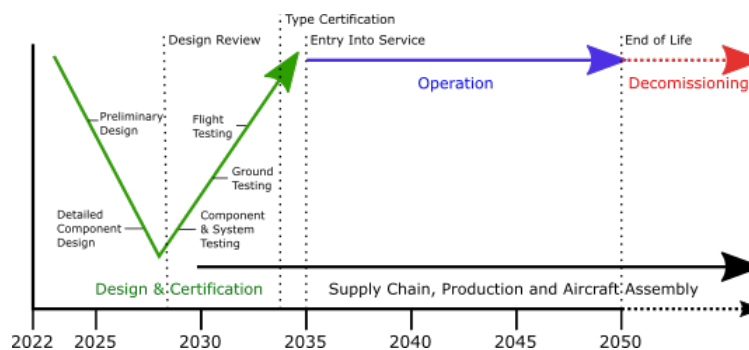 Type Certification
Design Review
Entry Into Service
End of Life
Operation
Decomissioning
Preliminary
Design
Flight
Testing
Ground
Testing
Detailed
Component
Design
Component
& System
Testing
Design & Certification
Supply Chain, Production and Aircraft Assembly
2022
2025
2030
2035
2040
2045
2050